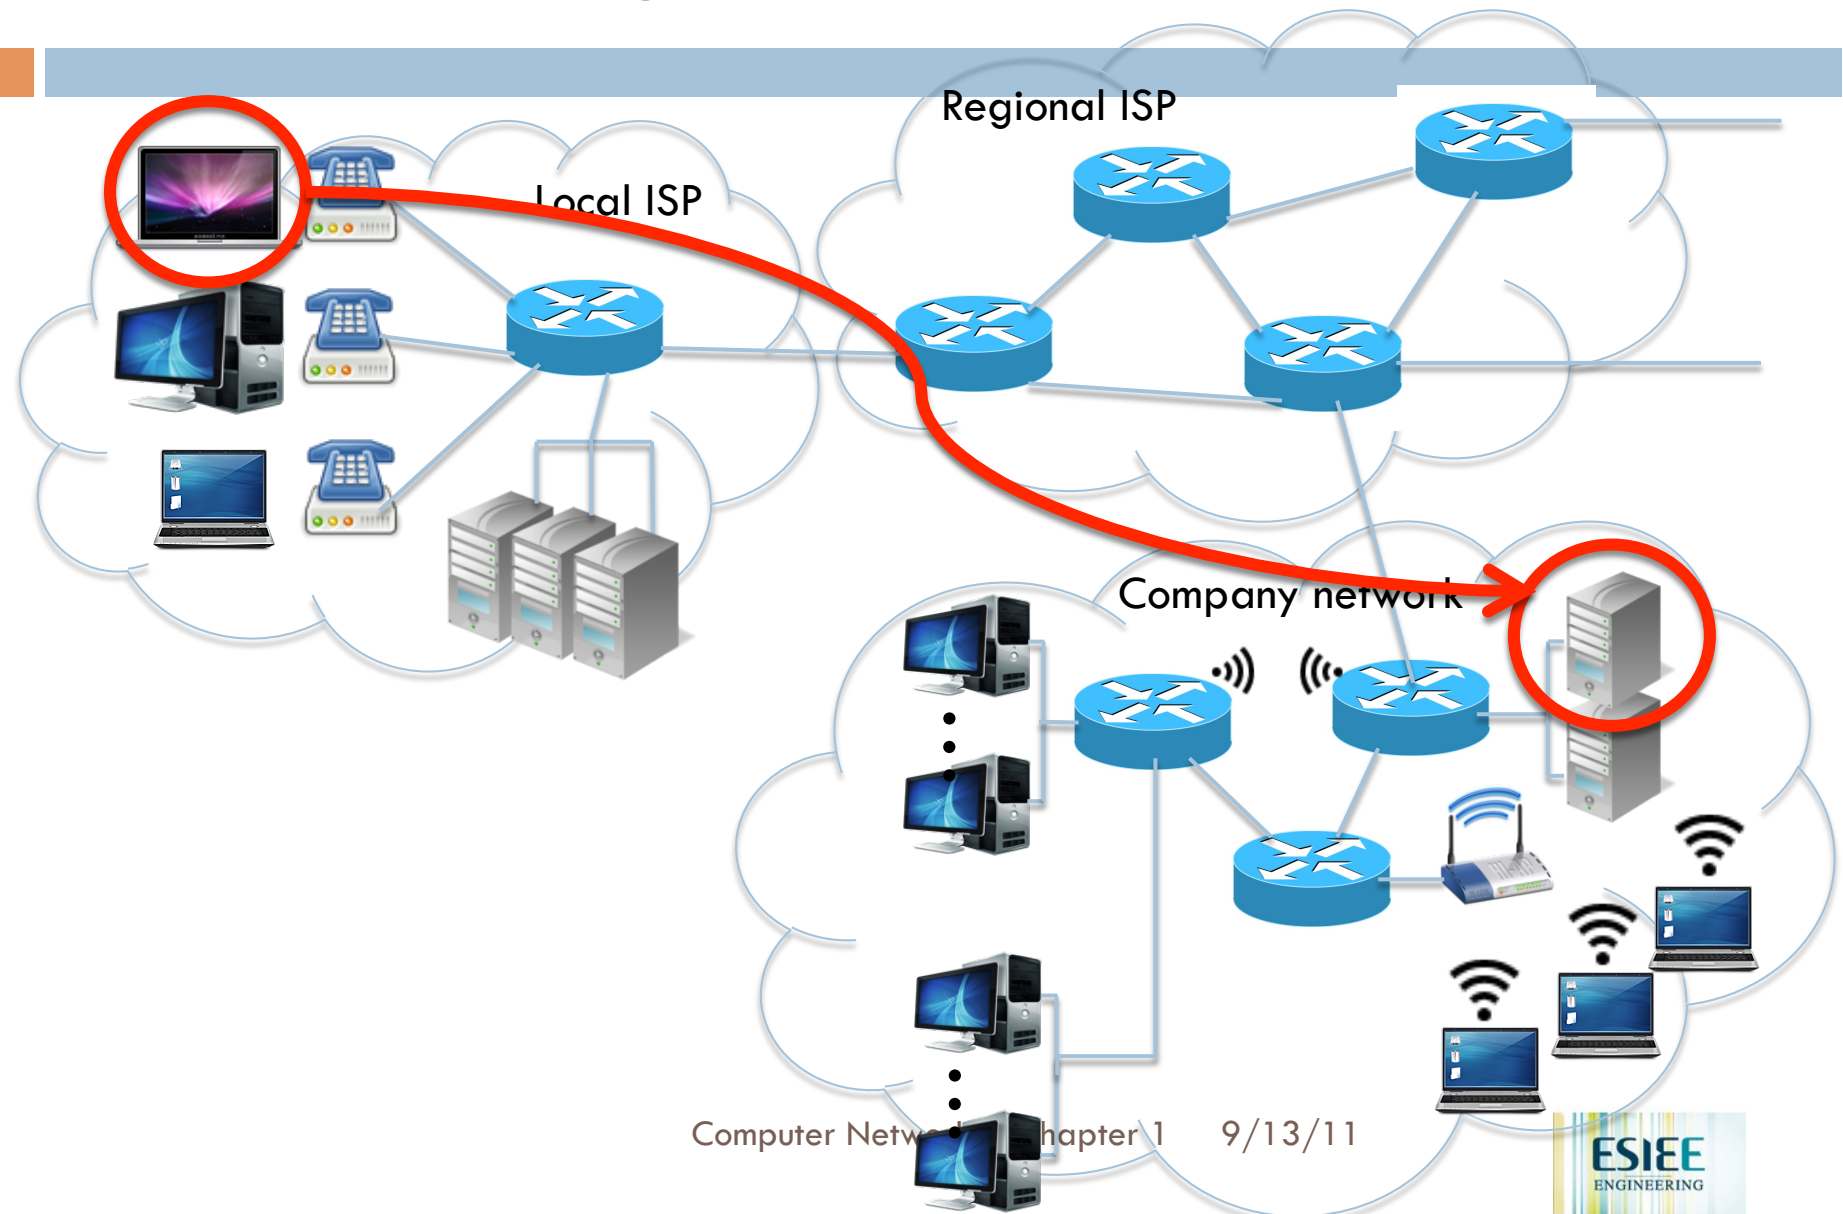 Regional ISP
Local ISP
Company network
Computer Netw hapter 1 9/13/11
ESIEE
ENGINEERING